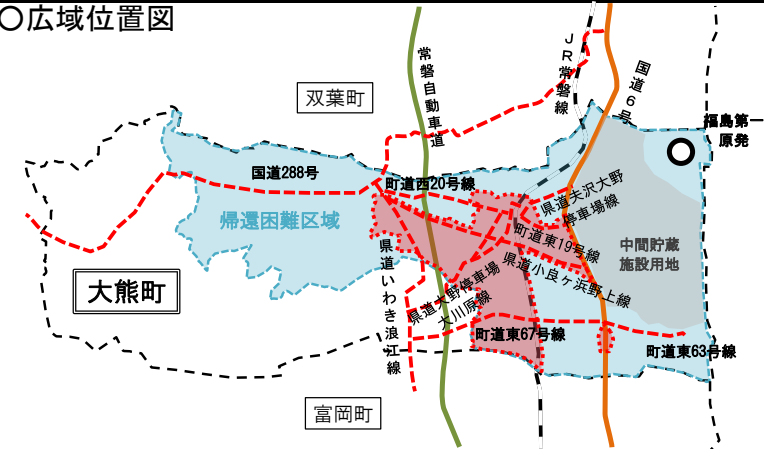 〇広域位置図
双葉町
常磐自動車道
JR常磐線
国道6号
福島第一
原発
国道288号
町道西20号線
県道夫沢大野
停車場線
帰還困難区域
町道東19号線
中間貯蔵
施設用地
県道小良ヶ浜野上線
大熊町
県道いわき浪江線
県道大野停車場
大川原線
町道東67号線
町道東63号線
富岡町